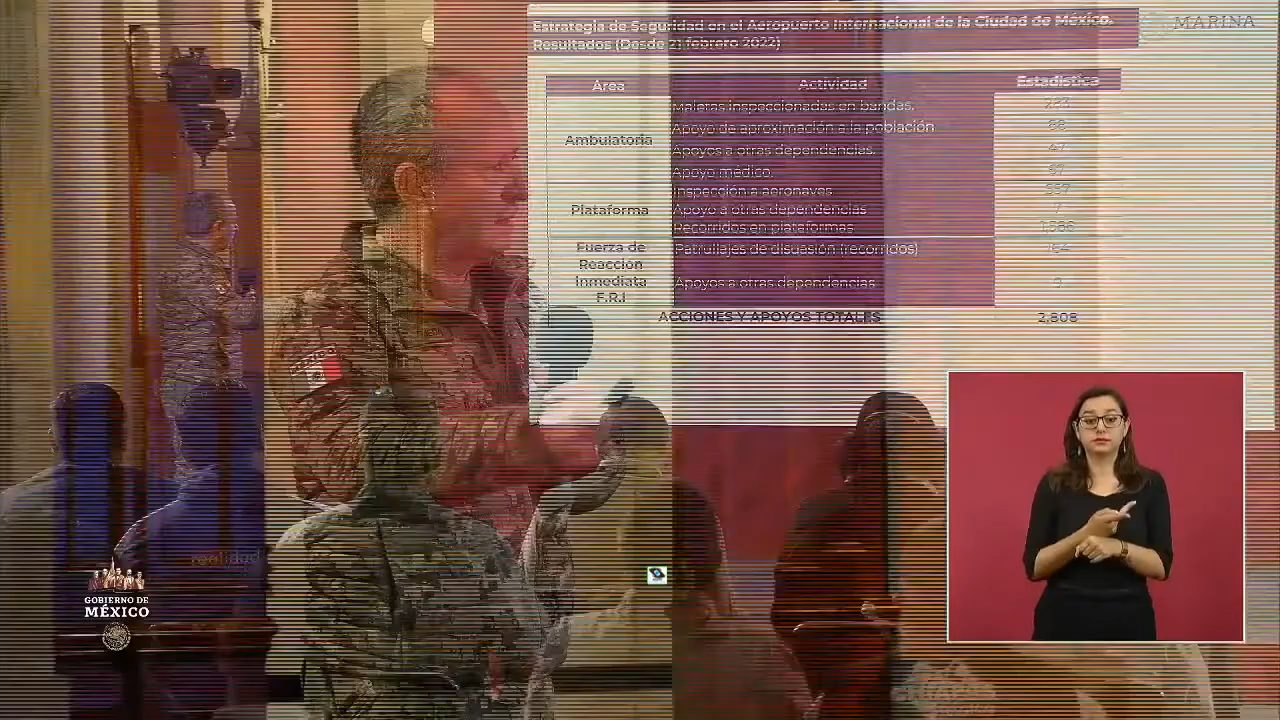 Estrategia de Seguridad en el Aeropuerto Internacional de la Ciudad de México.
Resultados (Desde 21 febrero 2022)
MARINA
Área Actividad Estadística
Ambulatoria
Maletas inspeccionadas en bandas.
Apoyo de aproximación a la población
Apoyos a otras dependencias.
Apoyo médico.
Plataforma
Inspección a aeronaves
Apoyo a otras dependencias
Recorridos en plataformas
Fuerza de
Reacción
Inmediata
F.R.I
Patrullajes de disuasión (recorridos)
Apoyos a otras dependencias
9
ACCIONES Y APOYOS TOTALES 2,808
MÉXICO
realidad
GOBIERNO DE
MÉXICO